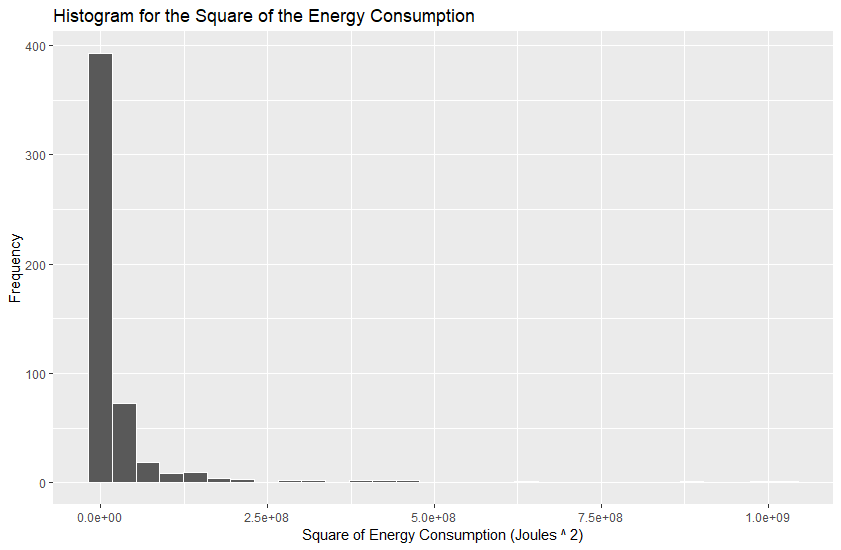 Histogram for the Square of the Energy Consumption
400
300
200
100
0
Frequency
0.0e+00 2.5e+08 5.0e+08 7.5e+08 1.0e+09
Square of Energy Consumption (Joules ^ 2)